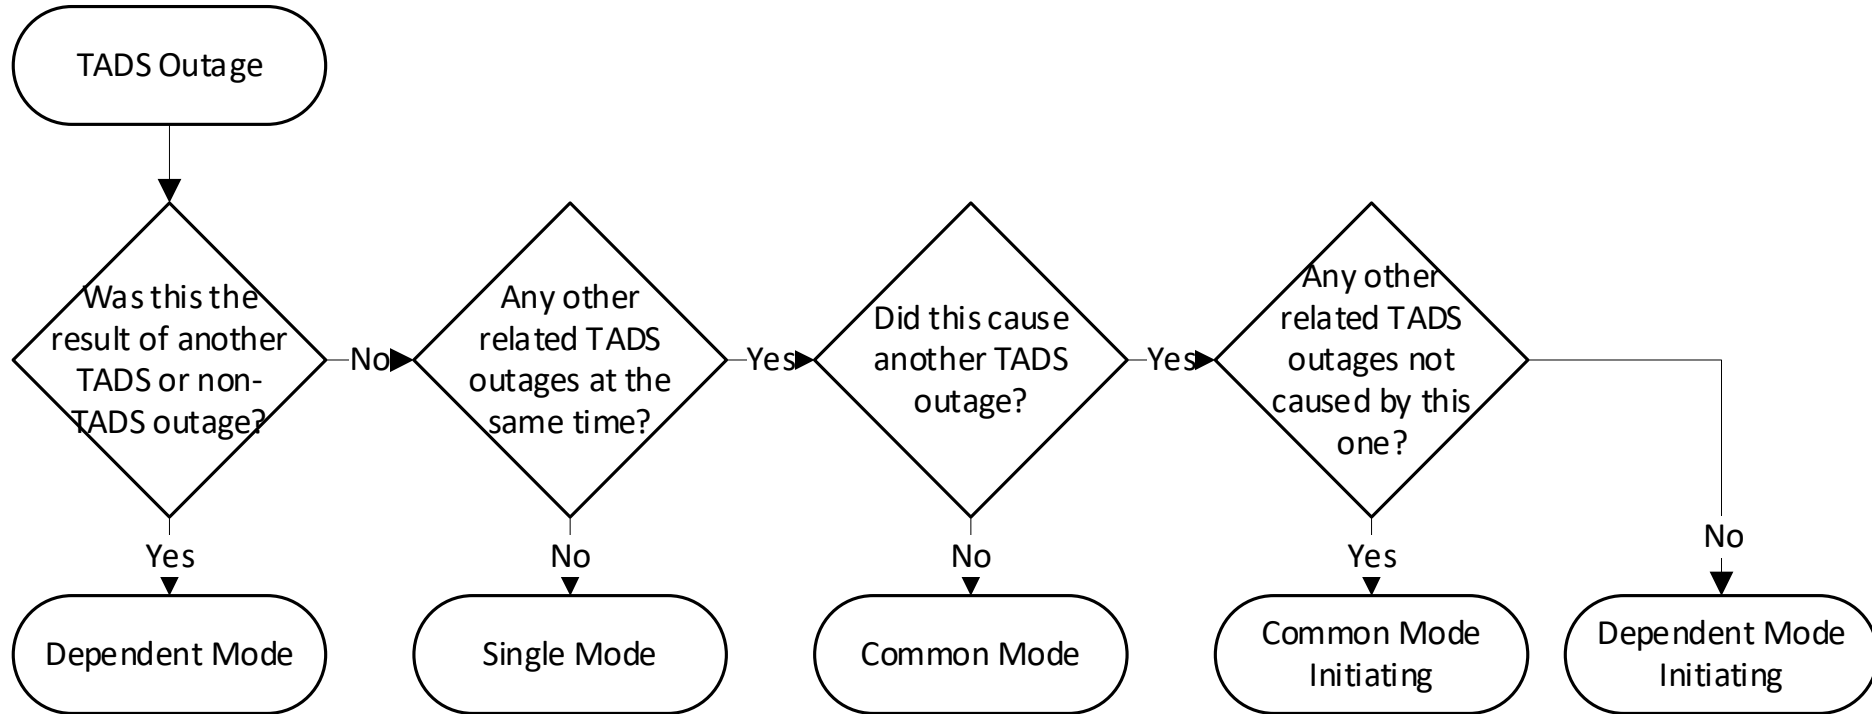 TADS Outage
Was this the
result of another
TADS or non-
TADS outage?
No
Any other
related TADS
outages at the
same time?
Yes
Did this cause
another TADS
outage?
Yes
Any other
related TADS
outages not
caused by this
one?
Yes
No
No
Yes
No
Dependent Mode
Single Mode
Common Mode
Common Mode
Initiating
Dependent Mode
Initiating